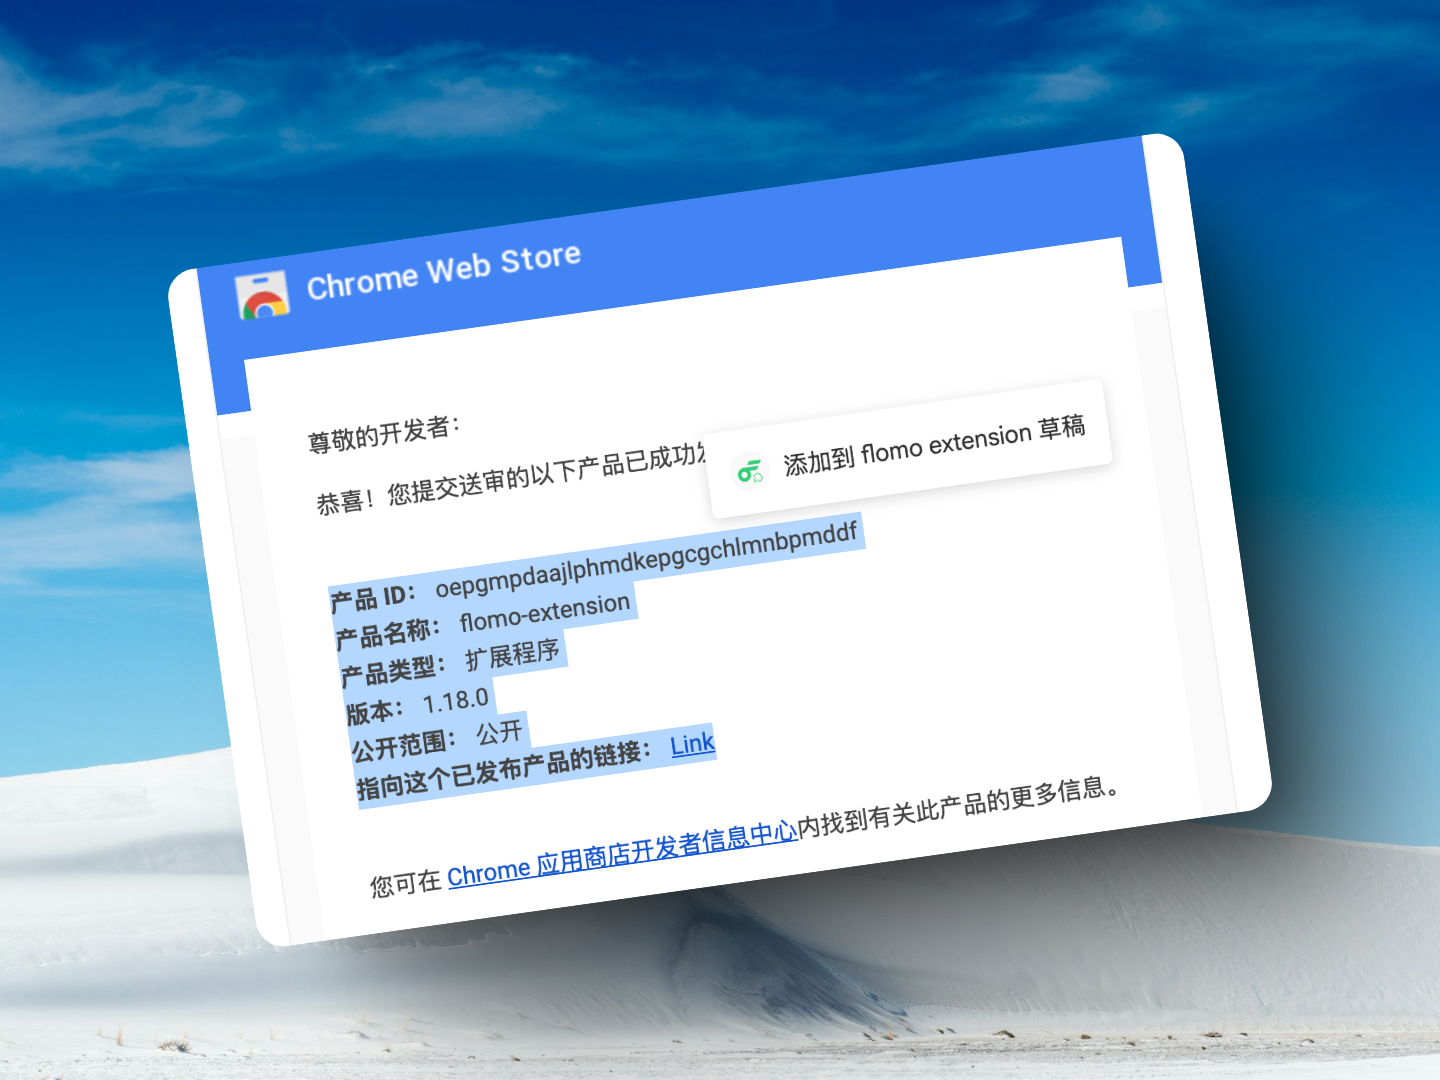 Chrome Web Store
尊敬的开发者：
恭喜！您提交送审的以下产品已成功
添加到 flomo extension 草稿
产品 ID： oepgmpdaajlphmdkepgcgchlmnbpmddf
产品名称： flomo-extension
产品类型： 扩展程序
版本： 1.18.0
公开范围： 公开
指向这个已发布产品的链接： Link
您可在 Chrome 应用商店开发者信息中心内找到有关此产品的更多信息。